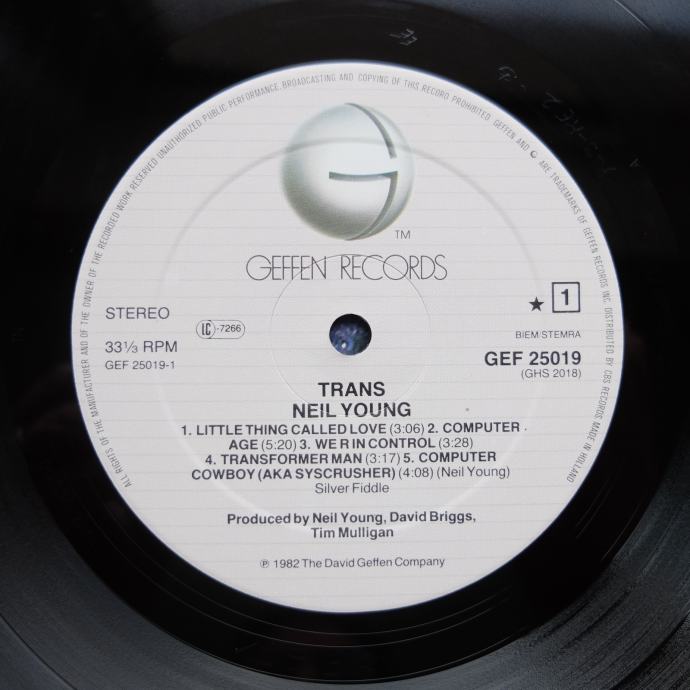 ALL RIGHTS OF THE MANUFACTURER AND OF THE OWNER OF THE RECORDED WORK RESERVED UNAUTHORIZED PUBLIC PERFORMANCE, BROADCASTING AND COPYING OF THIS RECORD PROHIBITED. GEFFEN AND G ARE TRADEMARKS OF GEFFEN RECORDS INC. DISTRIBUTED BY CBS RECORDS MADE IN HOLLAND
TM
GEFFEN RECORDS
STEREO
LC -7266
★ 1
33⅓ RPM
GEF 25019-1
BIEM/STEMRA
GEF 25019
(GHS 2018)
TRANS
NEIL YOUNG
1. LITTLE THING CALLED LOVE (3:06) 2. COMPUTER
AGE (5:20) 3. WE R IN CONTROL (3:28)
4. TRANSFORMER MAN (3:17) 5. COMPUTER
COWBOY (AKA SYSCRUSHER) (4:08) (Neil Young)
Silver Fiddle
Produced by Neil Young, David Briggs,
Tim Mulligan
℗ 1982 The David Geffen Company